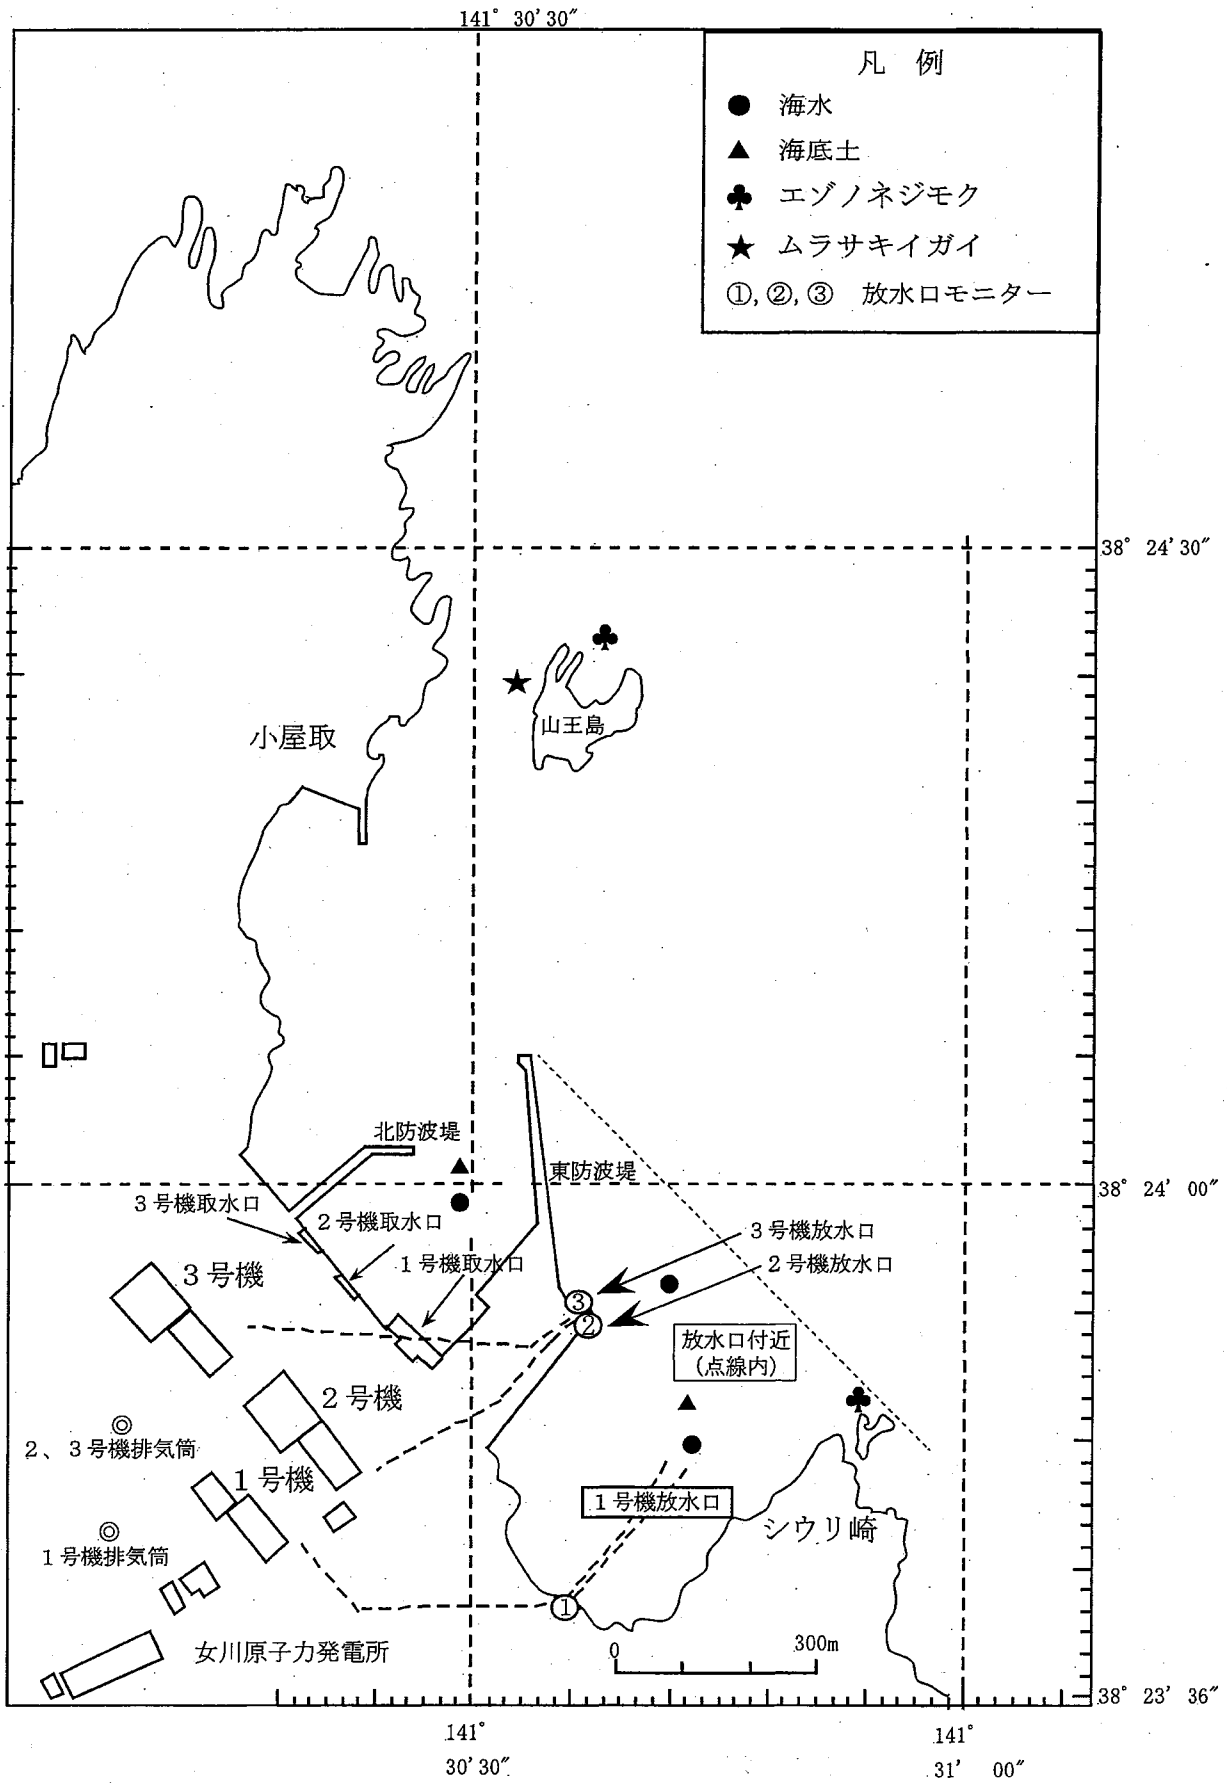 141° 30′30″
凡 例
● 海水
▲ 海底土
♣ エゾノネジモク
★ ムラサキイガイ
①,②,③ 放水口モニター
38° 24′30″
山王島
小屋取
北防波堤
東防波堤
38° 24′00″
3号機取水口
2号機取水口
1号機取水口
3号機放水口
2号機放水口
3号機
③
②
放水口付近
(点線内)
2号機
2、3号機排気筒
1号機
1号機放水口
シウリ崎
1号機排気筒
①
女川原子力発電所
0 300m
38° 23′36″
141°
30′30″
141°
31′ 00″